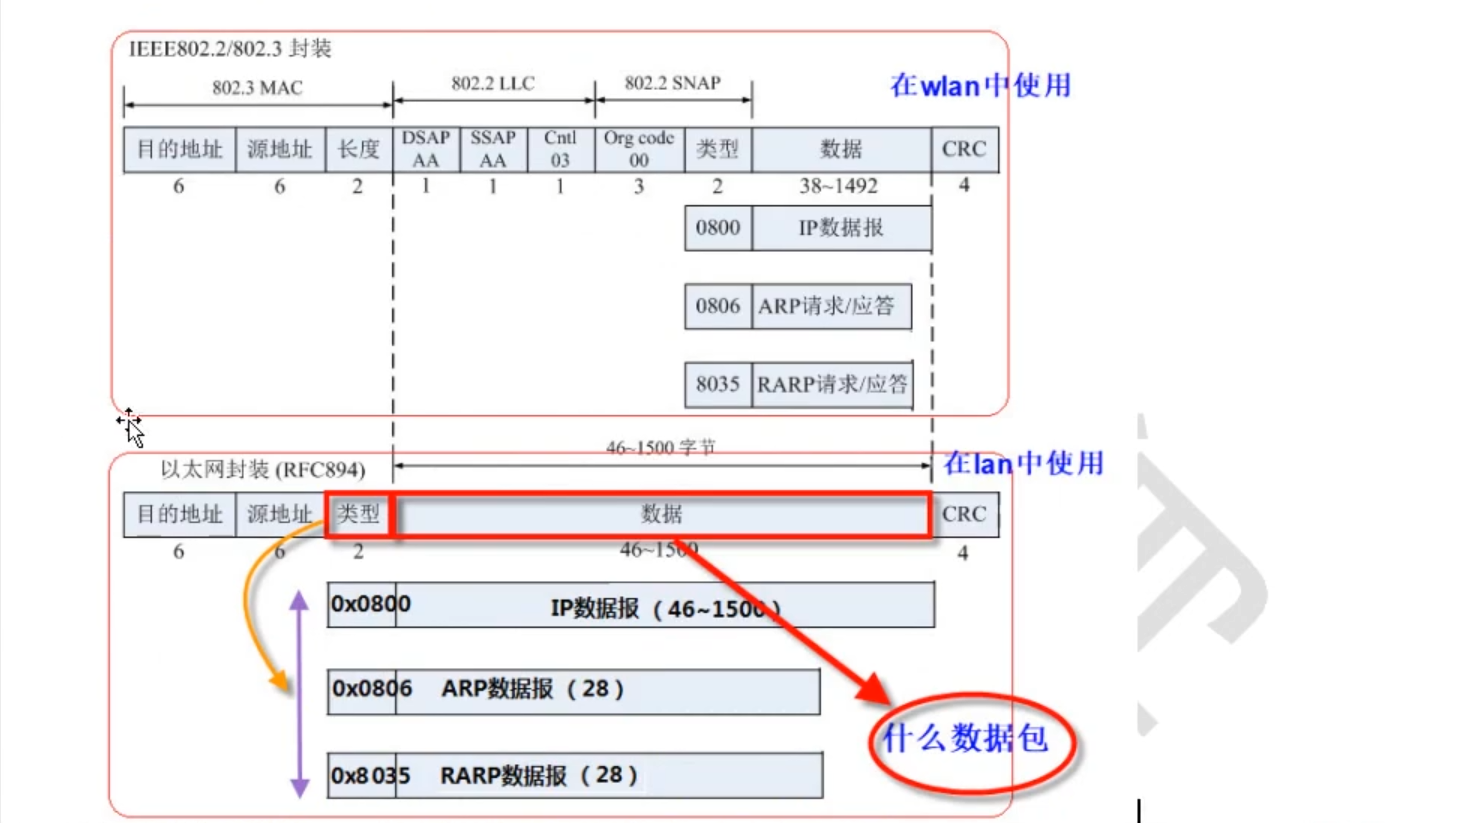 IEEE802.2/802.3 封装
802.3 MAC
802.2 LLC
802.2 SNAP
在wlan中使用
目的地址 源地址 长度 DSAP AA SSAP AA Cntl 03 Org code 00 类型 数据 CRC
6 6 2 1 1 1 3 2 38~1492 4
0800 IP数据报
0806 ARP请求/应答
8035 RARP请求/应答
46~1500 字节
以太网封装 (RFC894)
在lan中使用
目的地址 源地址 类型 数据 CRC
6 6 2 46~1500 4
0x0800 IP数据报（46~1500）
0x0806 ARP数据报（28）
什么数据包
0x8035 RARP数据报（28）